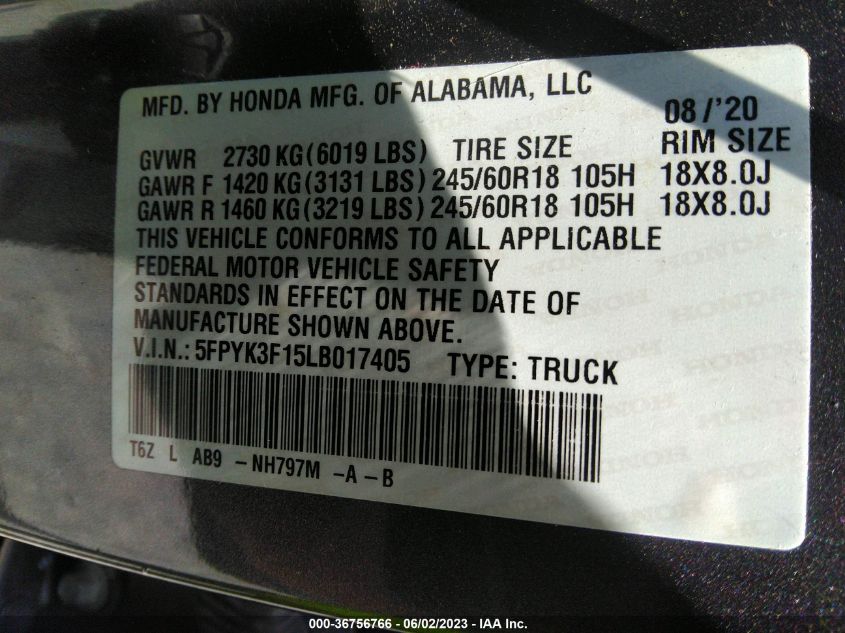 MFD. BY HONDA MFG. OF ALABAMA, LLC 08/'20
GVWR 2730 KG(6019 LBS) TIRE SIZE RIM SIZE
GAWR F 1420 KG(3131 LBS) 245/60R18 105H 18X8.0J
GAWR R 1460 KG(3219 LBS) 245/60R18 105H 18X8.0J
THIS VEHICLE CONFORMS TO ALL APPLICABLE
FEDERAL MOTOR VEHICLE SAFETY
STANDARDS IN EFFECT ON THE DATE OF
MANUFACTURE SHOWN ABOVE.
V.I.N.: 5FPYK3F15LB017405 TYPE: TRUCK
T6Z L AB9 -NH797M -A-B
000-36756766 - 06/02/2023 - IAA Inc.